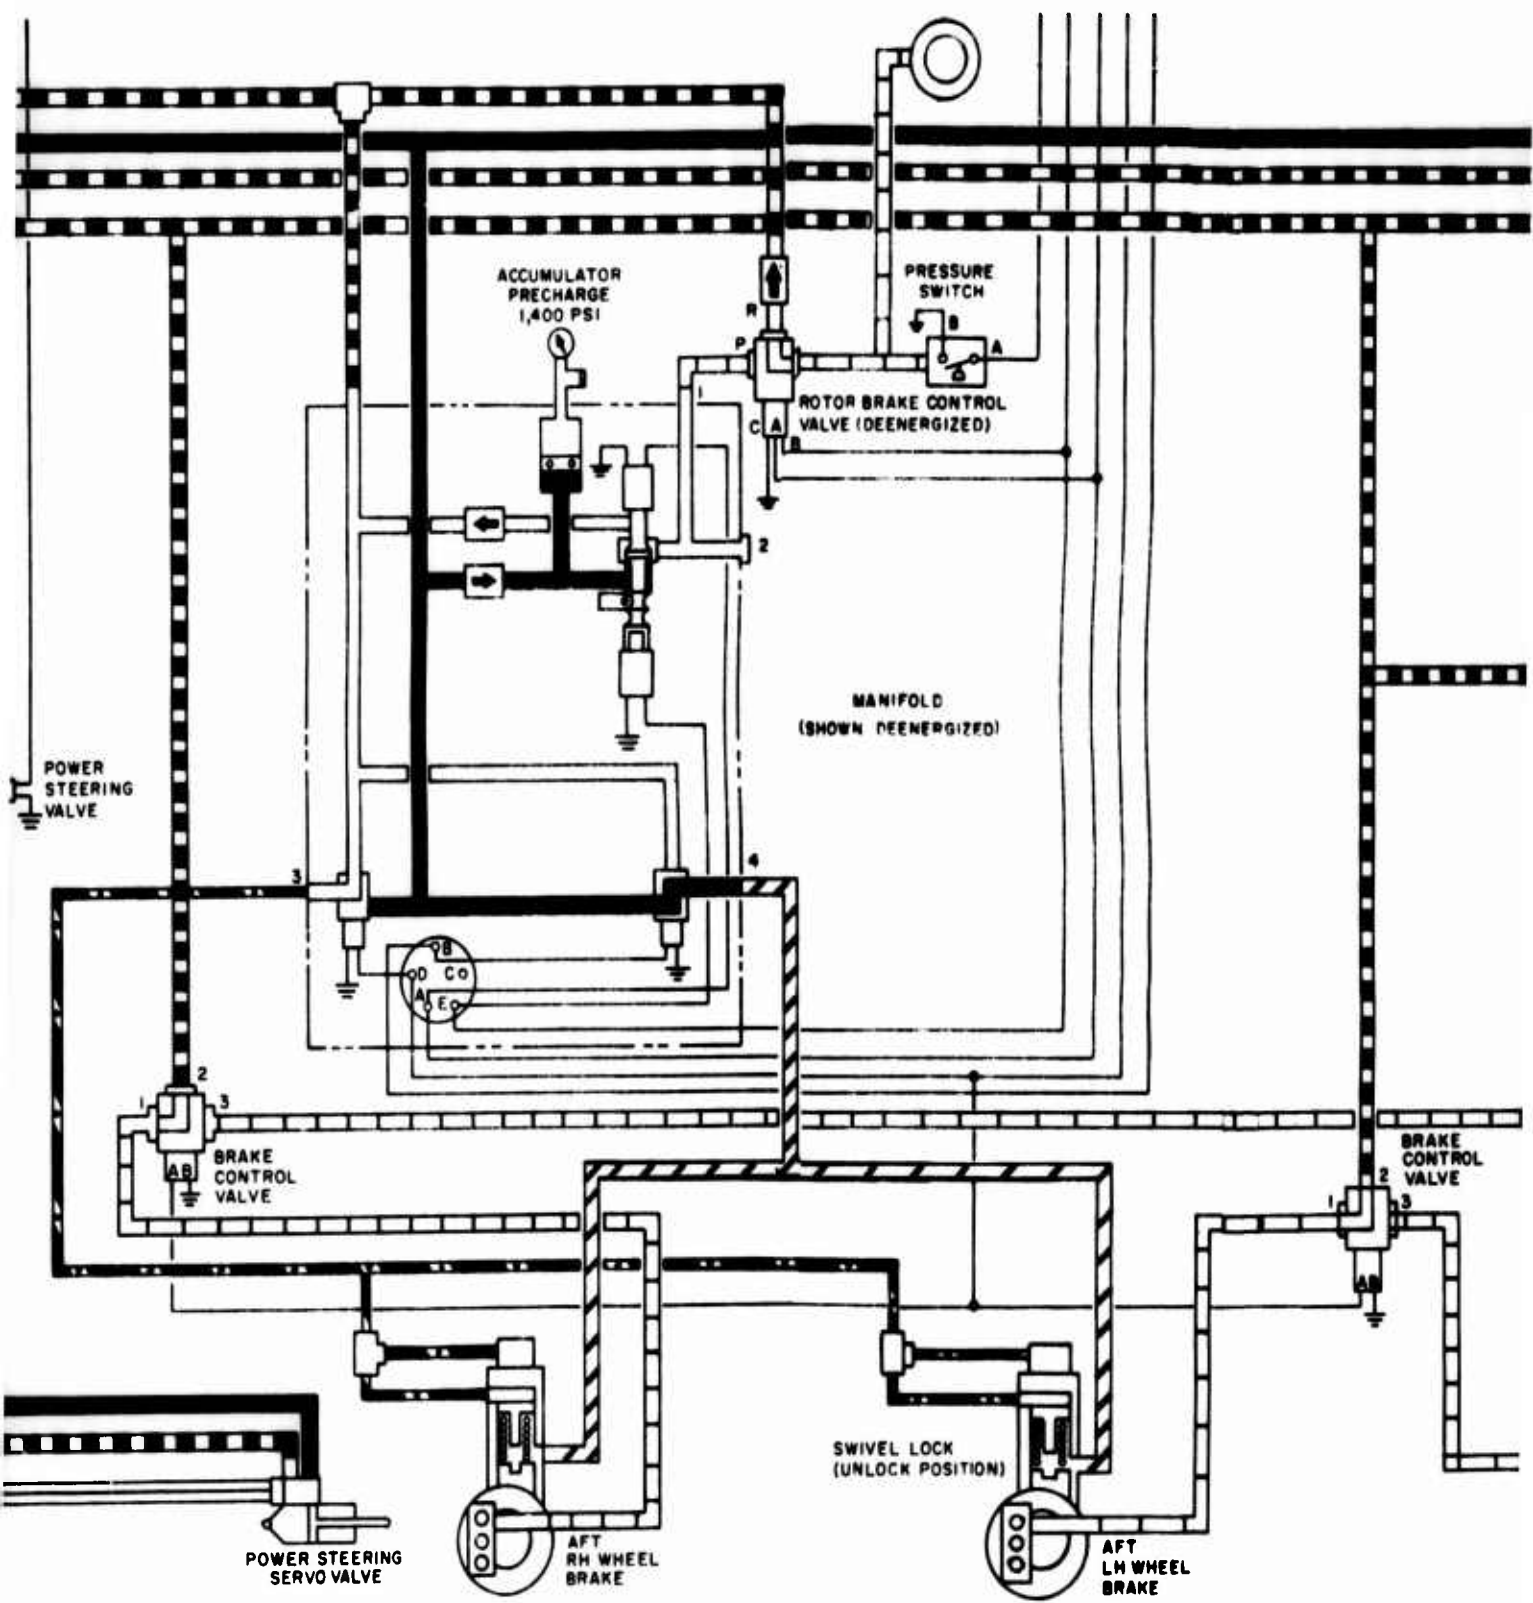 ACCUMULATOR
PRECHARGE
1,400 PSI
PRESSURE
SWITCH
B
A
R
P
1
ROTOR BRAKE CONTROL
VALVE (DEENERGIZED)
C
A
B
2
MANIFOLD
(SHOWN DEENERGIZED)
POWER
STEERING
VALVE
3
4
B
D
C
A
E
2
1
3
A B
BRAKE
CONTROL
VALVE
BRAKE
CONTROL
VALVE
2
1
3
A B
SWIVEL LOCK
(UNLOCK POSITION)
POWER STEERING
SERVO VALVE
AFT
RH WHEEL
BRAKE
AFT
LH WHEEL
BRAKE